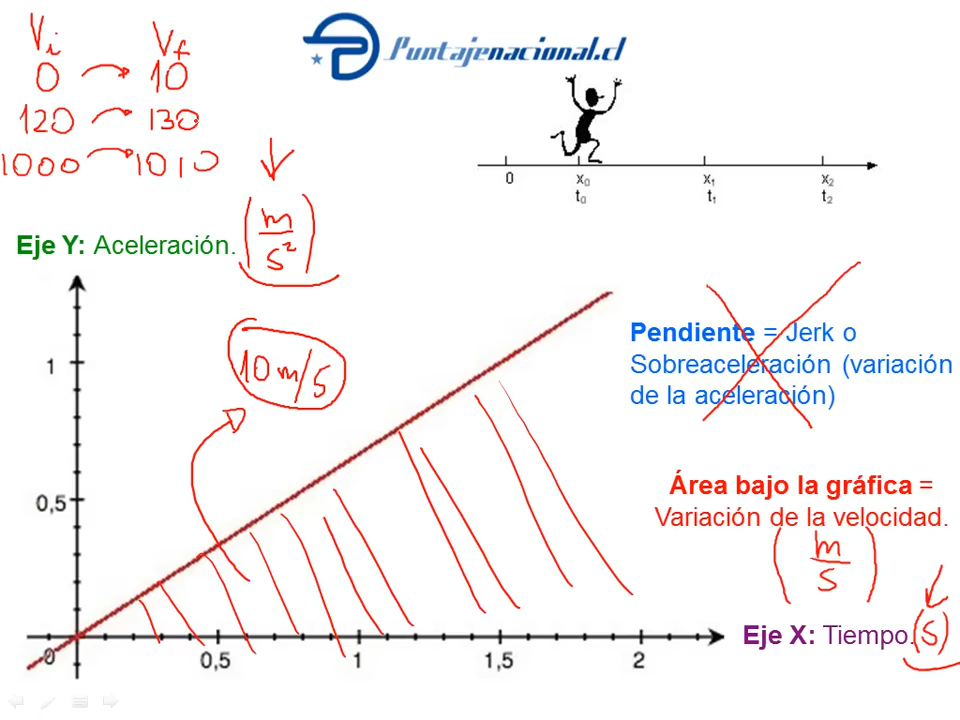 Vi Vf
0 10
120 130
1000 1010
Puntajenacional.cl
0 x₀ x₁ x₂
t₀ t₁ t₂
Eje Y: Aceleración. (m/s²)
1
0,5
0 0,5 1 1,5 2
10 m/s
Pendiente = Jerk o
Sobreaceleración (variación
de la aceleración)
Área bajo la gráfica =
Variación de la velocidad.
(m/s)
Eje X: Tiempo. (s)